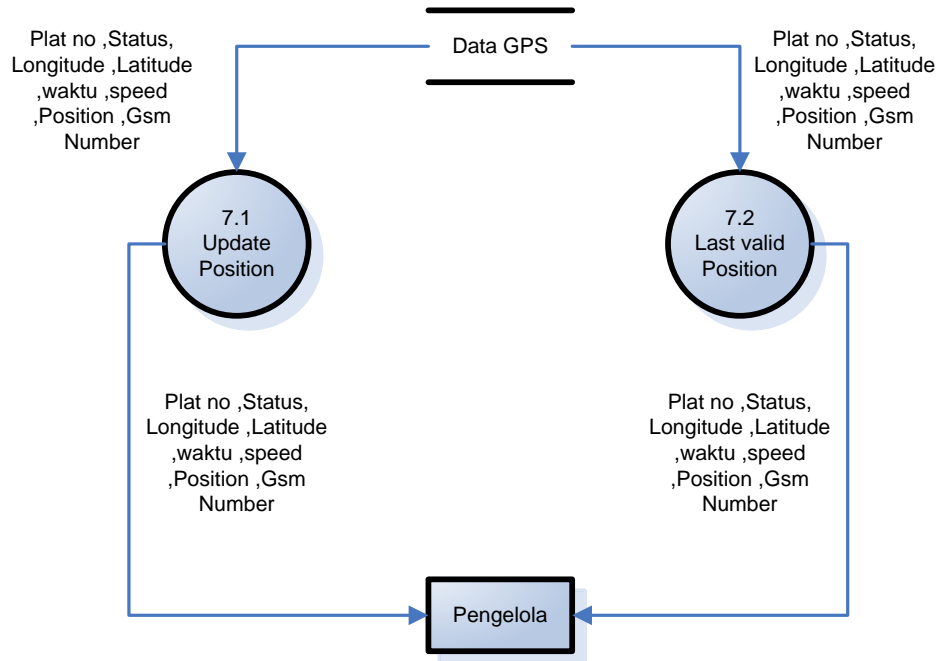 Plat no ,Status,
Longitude ,Latitude
,waktu ,speed
,Position ,Gsm
Number
Data GPS
Plat no ,Status,
Longitude ,Latitude
,waktu ,speed
,Position ,Gsm
Number
7.1
Update
Position
7.2
Last valid
Position
Plat no ,Status,
Longitude ,Latitude
,waktu ,speed
,Position ,Gsm
Number
Plat no ,Status,
Longitude ,Latitude
,waktu ,speed
,Position ,Gsm
Number
Pengelola